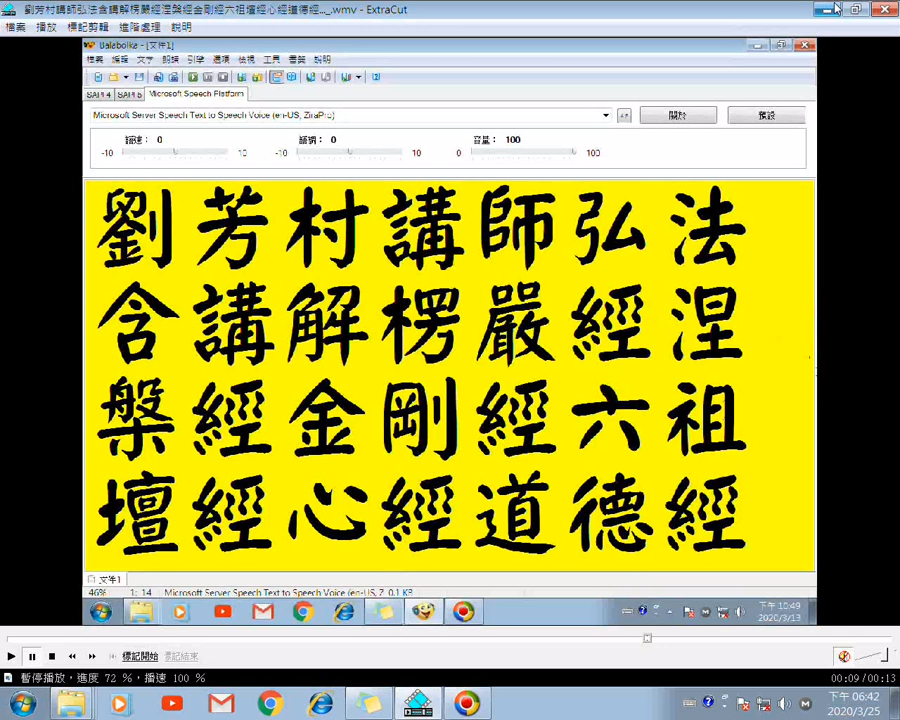 劉芳村講師弘法含講解楞嚴經涅槃經金剛經六祖壇經心經道德經..._.wmv - ExtraCut
檔案 播放 標記剪輯 進階處理 說明
Balabolka - [文件1]
檔案 編輯 文字 朗讀 引擎 選項 檢視 工具 書籤 說明
SAPI 4 SAPI 5 Microsoft Speech Platform
Microsoft Server Speech Text to Speech Voice (en-US, ZiraPro)
關於 預設
語速: 0 語調: 0 音量: 100
-10 10 -10 10 0 100
劉芳村講師弘法
含講解楞嚴經涅
槃經金剛經六祖
壇經心經道德經
文件1
46% 1: 14 Microsoft Server Speech Text to Speech Voice (en-US, Z 0.1 KB
下午 10:49
2020/3/13
標記開始 標記結束
暫停播放，進度 72 %，播速 100 % 00:09 / 00:13
下午 06:42
2020/3/25